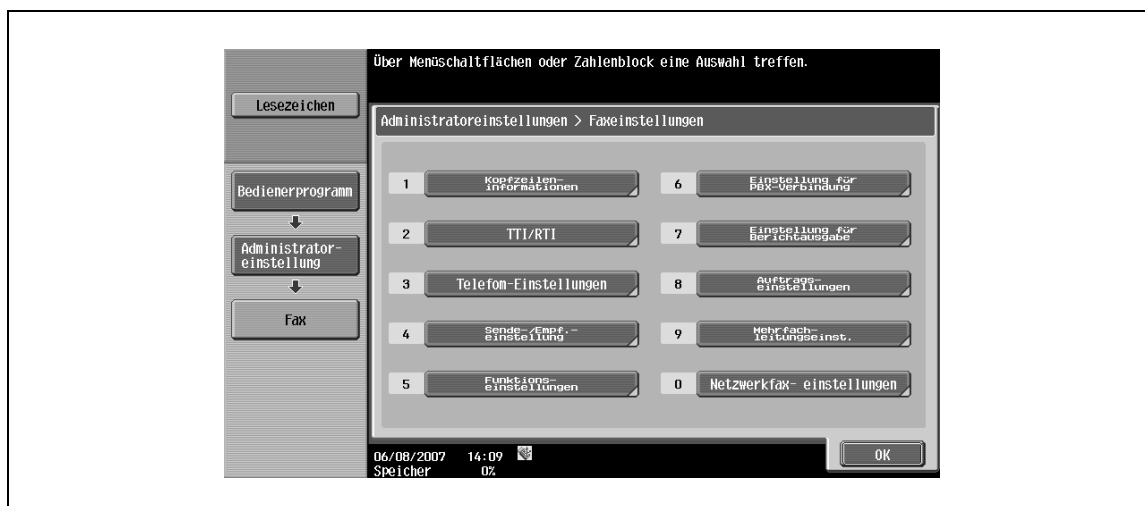 Über Menüschaltflächen oder Zahlenblock eine Auswahl treffen.
Lesezeichen
Administratoreinstellungen > Faxeinstellungen
Bedienerprogramm
Administrator-
einstellung
Fax
1 Kopfzeilen-
informationen
2 TTI/RTI
3 Telefon-Einstellungen
4 Sende-/Empf.-
einstellung
5 Funktions-
einstellungen
6 Einstellung für
PBX-Verbindung
7 Einstellung für
Berichtausgabe
8 Auftrags-
einstellungen
9 Mehrfach-
leitungseinst.
0 Netzwerkfax- einstellungen
06/08/2007 14:09
Speicher 0%
OK